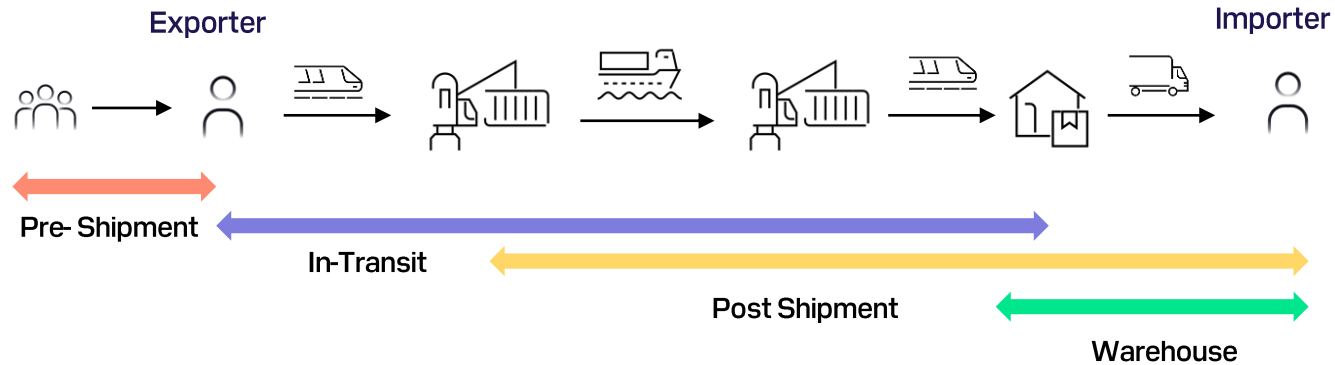 Exporter
Importer
Pre- Shipment
In-Transit
Post Shipment
Warehouse